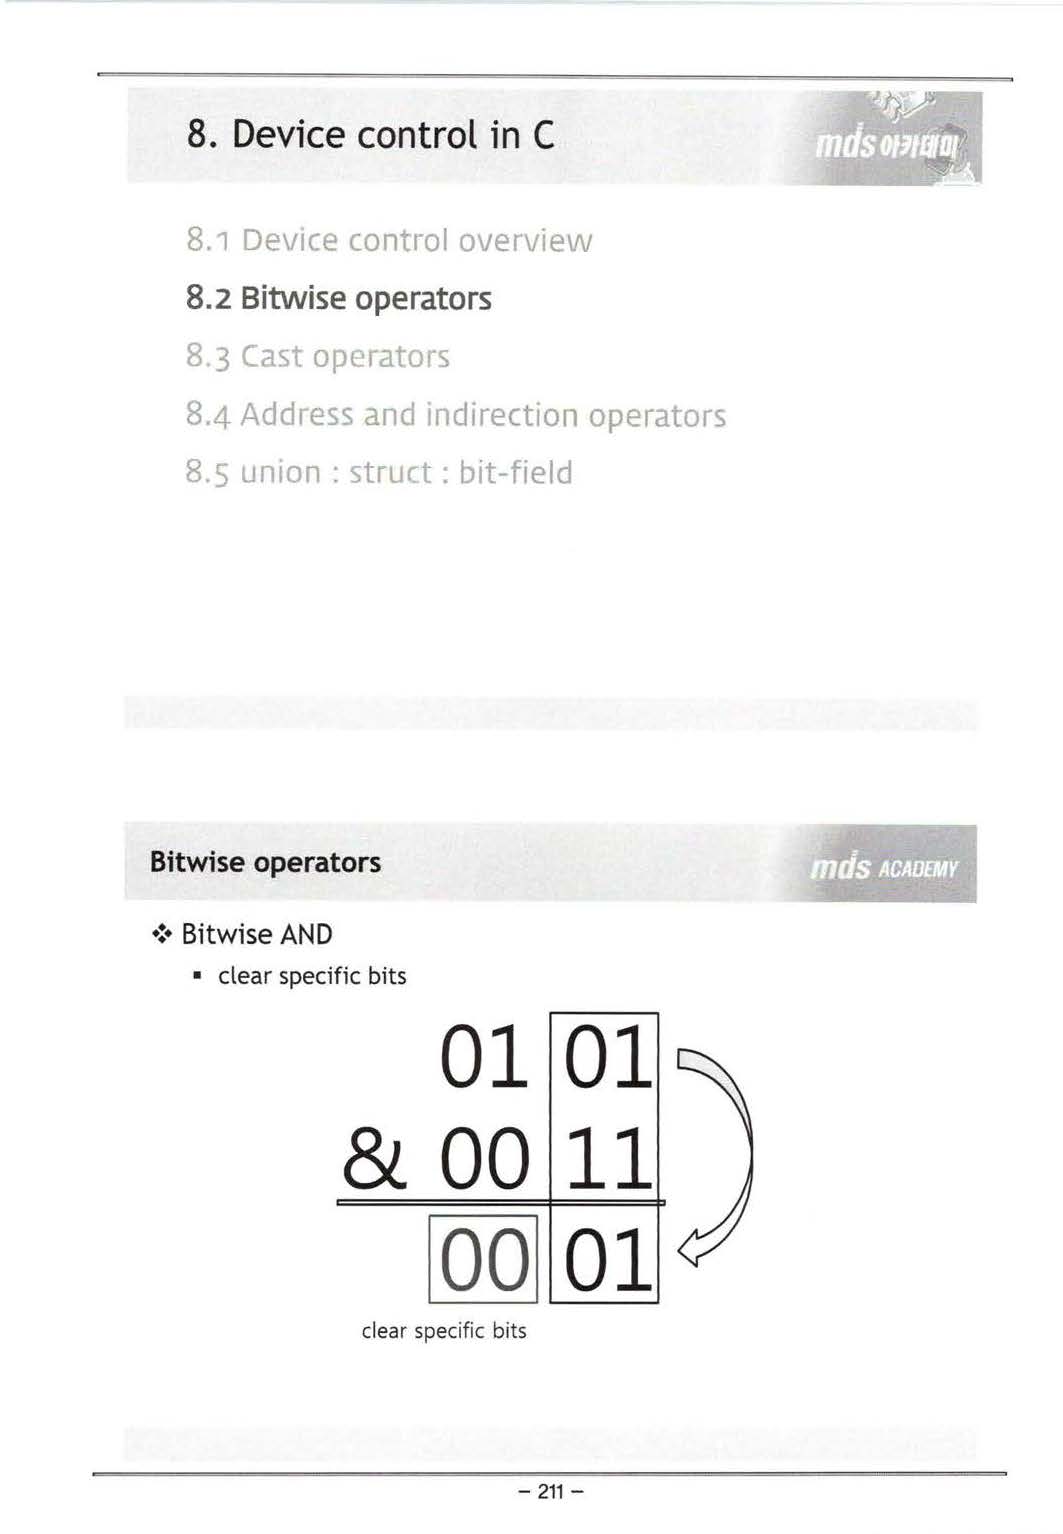 8. Device control in C
mds 아카데미
8.1 Device control overview
8.2 Bitwise operators
8.3 Cast operators
8.4 Address and indirection operators
8.5 union : struct : bit-field
Bitwise operators
mds ACADEMY
❖ Bitwise AND
▪ clear specific bits
01 01
& 00 11
00 01
clear specific bits
– 211 –